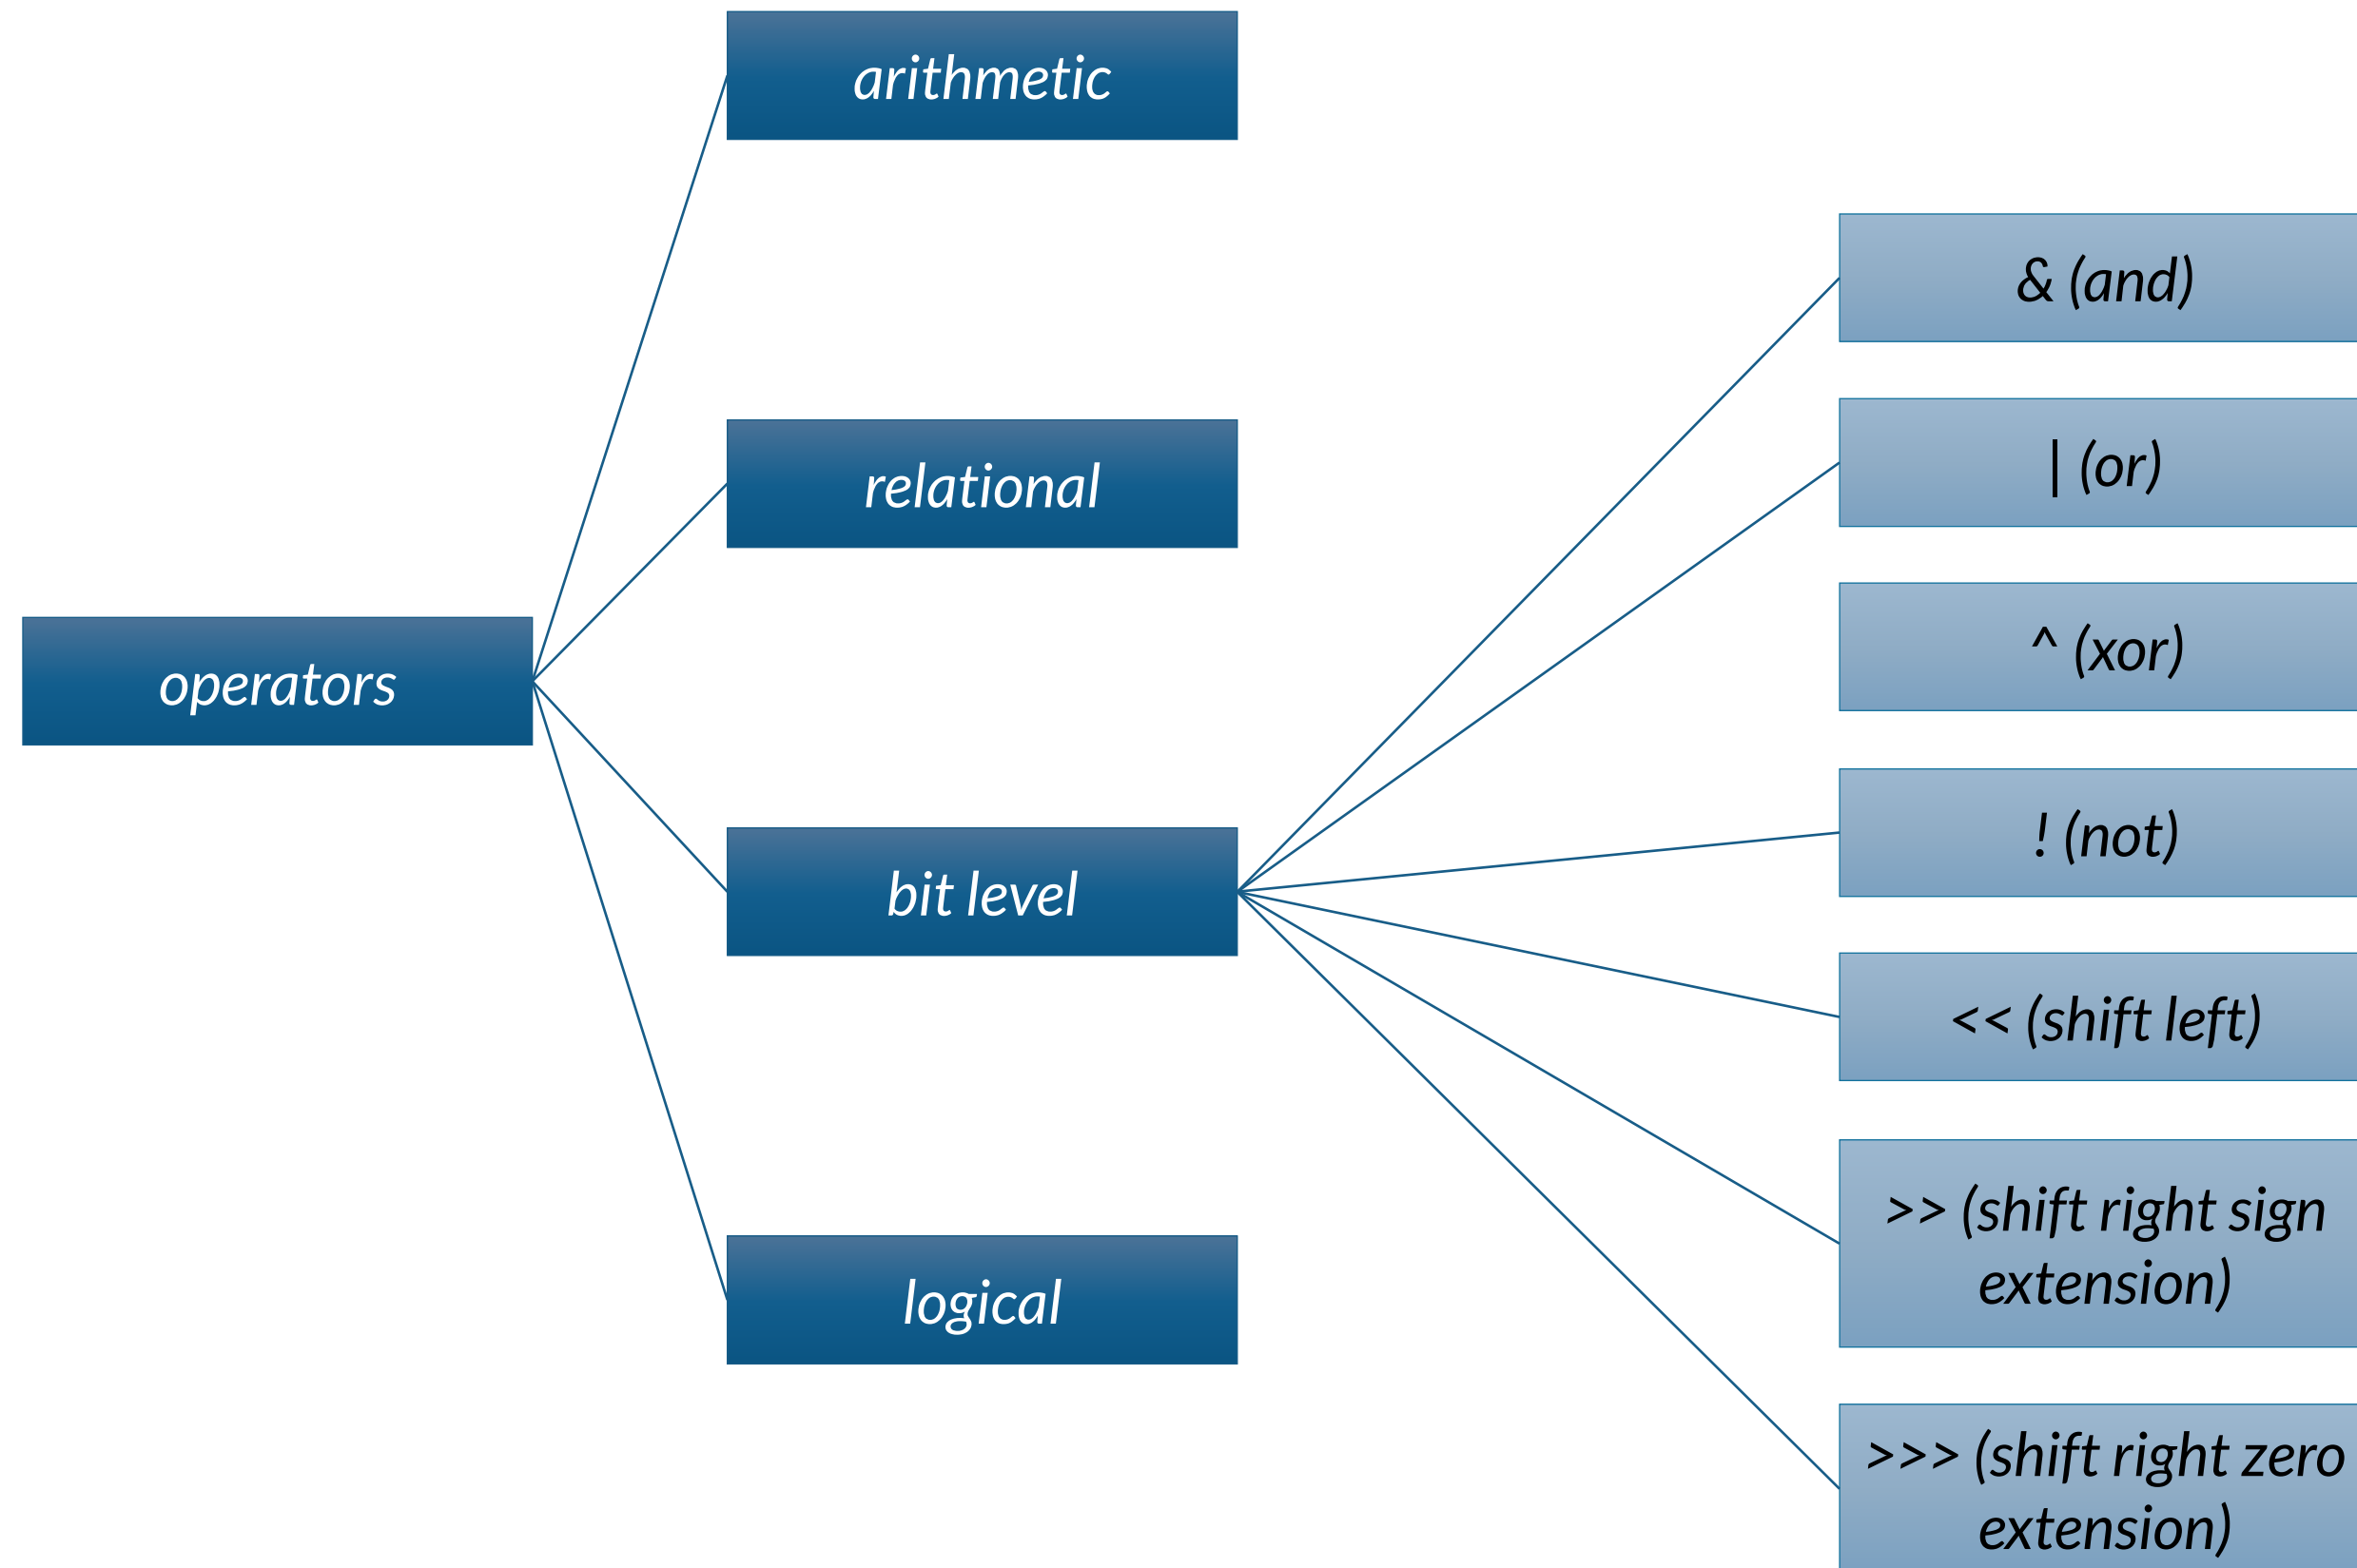 arithmetic
& (and)
| (or)
relational
^ (xor)
operators
! (not)
bit level
<< (shift left)
>> (shift right sign
extension)
logical
>>> (shift right zero
extension)